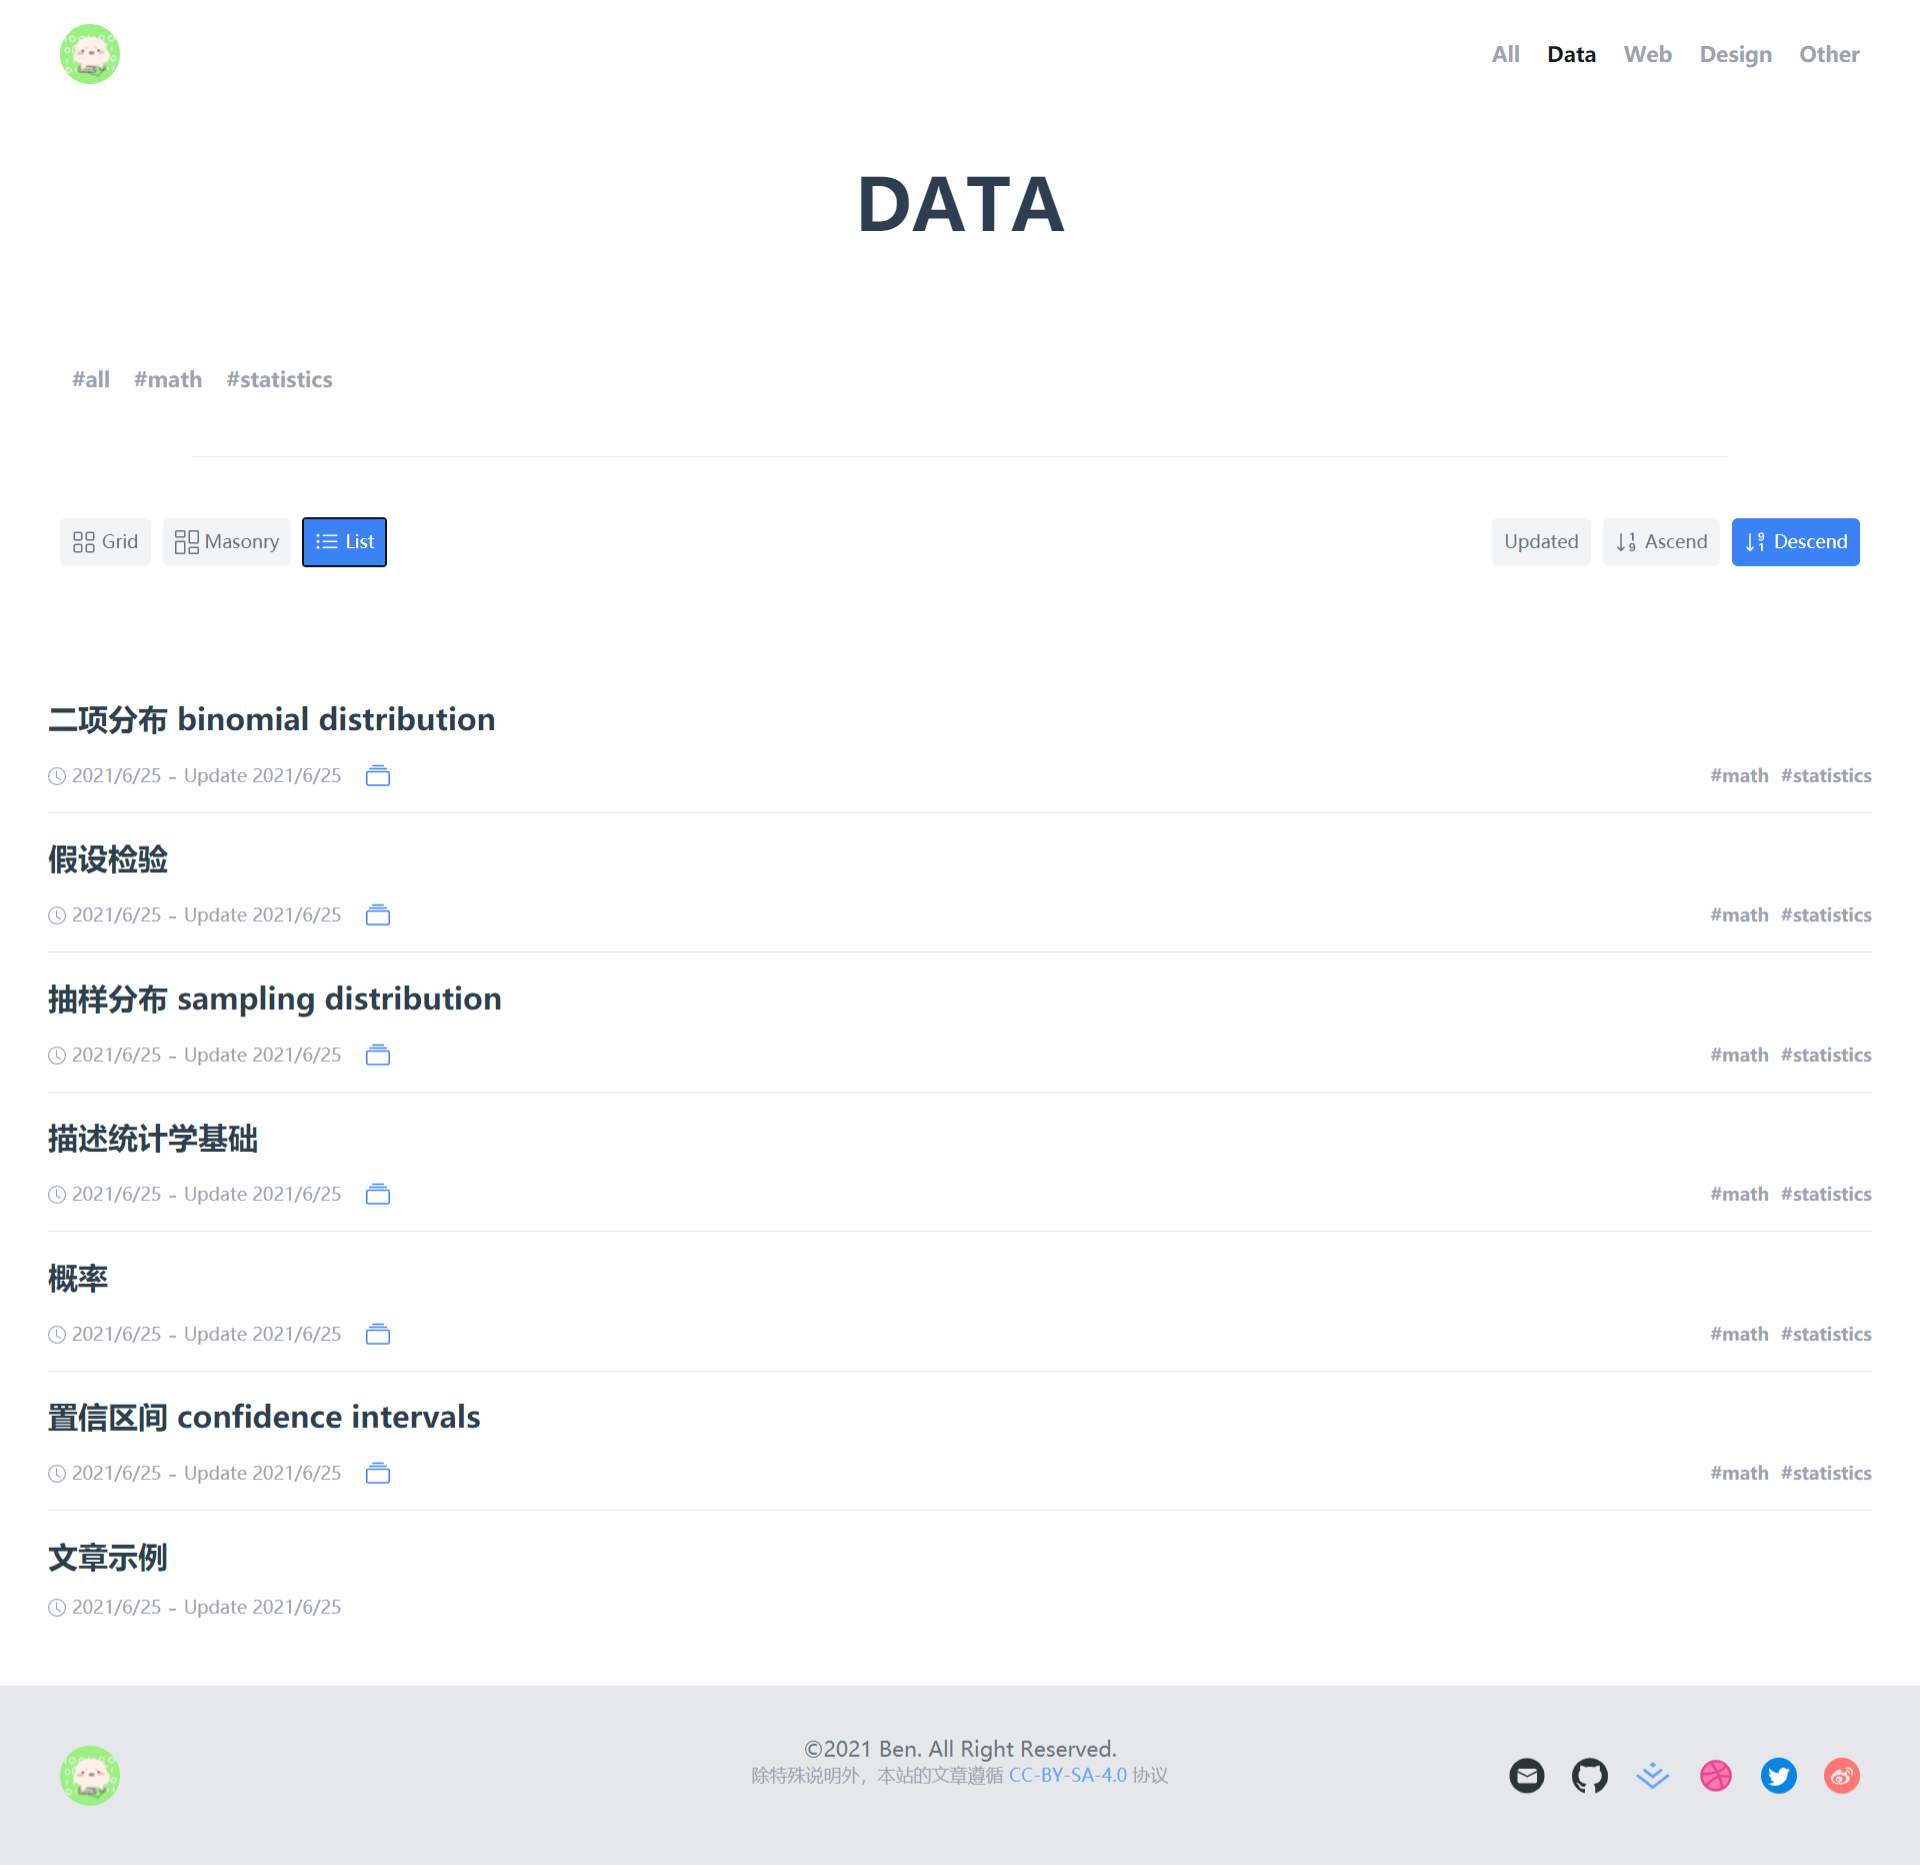 All Data Web Design Other
DATA
#all #math #statistics
Grid Masonry List Updated Ascend Descend
二项分布 binomial distribution
2021/6/25 - Update 2021/6/25 #math #statistics
假设检验
2021/6/25 - Update 2021/6/25 #math #statistics
抽样分布 sampling distribution
2021/6/25 - Update 2021/6/25 #math #statistics
描述统计学基础
2021/6/25 - Update 2021/6/25 #math #statistics
概率
2021/6/25 - Update 2021/6/25 #math #statistics
置信区间 confidence intervals
2021/6/25 - Update 2021/6/25 #math #statistics
文章示例
2021/6/25 - Update 2021/6/25
©2021 Ben. All Right Reserved.
除特殊说明外，本站的文章遵循 CC-BY-SA-4.0 协议